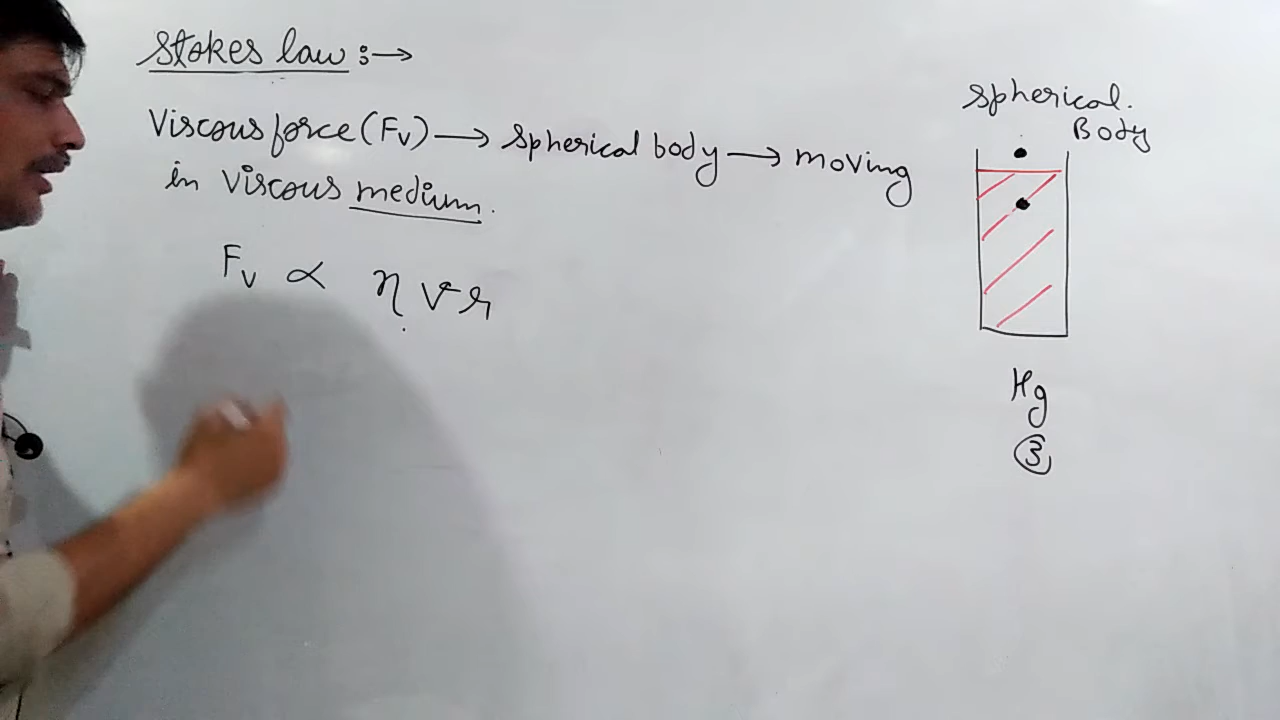 Stokes law :→
Viscous force (Fv) → spherical body → moving
in viscous medium.
Fv ∝ η v r
spherical.
Body
Hg
3